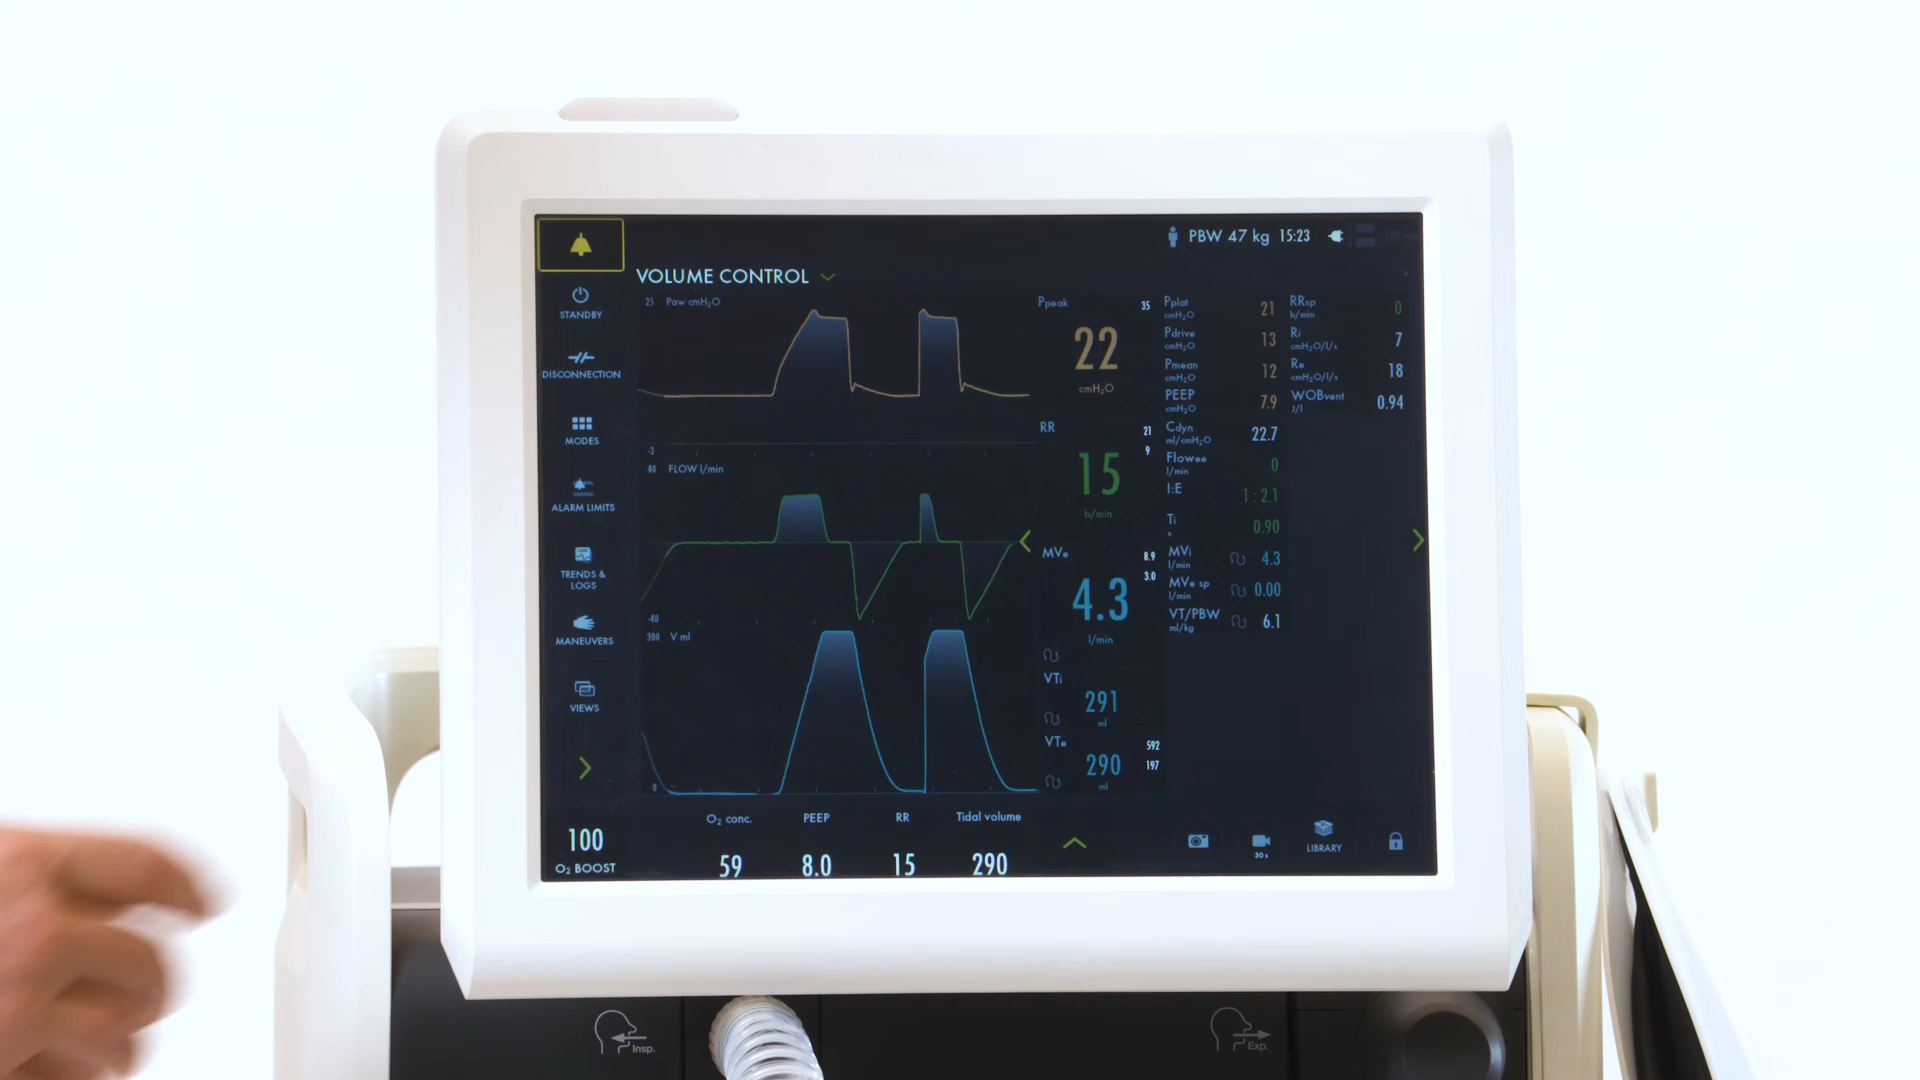 PBW 47 kg 15:23
VOLUME CONTROL
STANDBY
DISCONNECTION
MODES
ALARM LIMITS
TRENDS &
LOGS
MANEUVERS
VIEWS
25 Paw cmH2O
-3
40 FLOW l/min
-40
300 V ml
0
Ppeak 35
22
cmH2O
RR 21
9
15
b/min
MVe 8.9
3.0
4.3
l/min
VTi
291
ml
VTe 592
197
290
ml
Pplat 21
cmH2O
Pdrive 13
cmH2O
Pmean 12
cmH2O
PEEP 7.9
cmH2O
Cdyn 22.7
ml/cmH2O
Flowee 0
l/min
I:E 1 : 2.1
Ti 0.90
s
MVi 4.3
l/min
MVe sp 0.00
l/min
VT/PBW 6.1
ml/kg
RRsp 0
b/min
Ri 7
cmH2O/l/s
Re 18
cmH2O/l/s
WOBvent 0.94
J/l
100
O2 BOOST
O2 conc. PEEP RR Tidal volume
59 8.0 15 290
30 s
LIBRARY
Insp.
Exp.